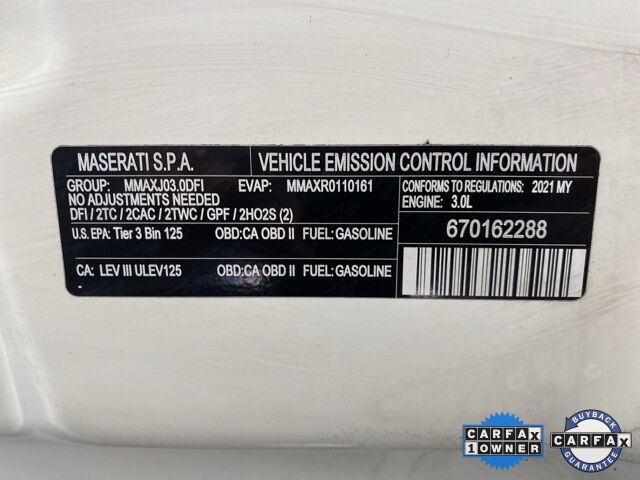 MASERATI S.P.A.
VEHICLE EMISSION CONTROL INFORMATION
GROUP: MMAXJ03.0DFI EVAP: MMAXR0110161
NO ADJUSTMENTS NEEDED
DFI / 2TC / 2CAC / 2TWC / GPF / 2HO2S (2)
U.S. EPA: Tier 3 Bin 125 OBD:CA OBD II FUEL:GASOLINE
CA: LEV III ULEV125 OBD:CA OBD II FUEL:GASOLINE
-
CONFORMS TO REGULATIONS: 2021 MY
ENGINE: 3.0L
670162288
CARFAX
1 OWNER
BUYBACK
CARFAX
GUARANTEE